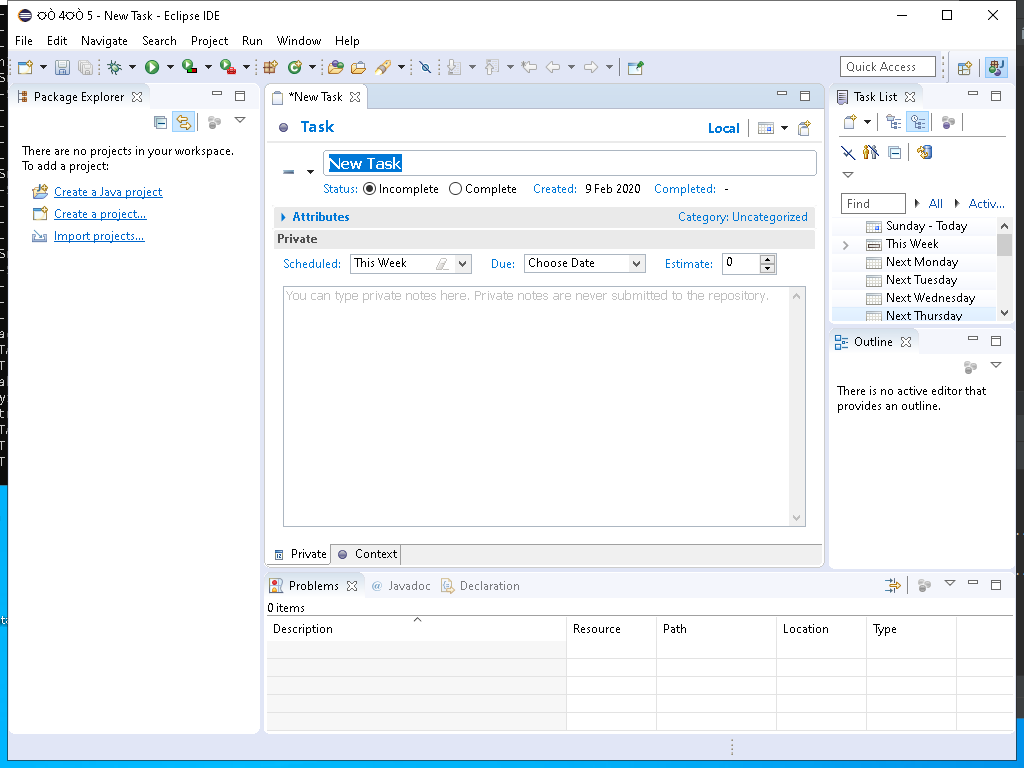 - New Task - Eclipse IDE
File Edit Navigate Search Project Run Window Help
Quick Access
Package Explorer
There are no projects in your workspace.
To add a project:
Create a Java project
Create a project...
Import projects...
*New Task
Task
Local
New Task
Status: Incomplete Complete Created: 9 Feb 2020 Completed: -
Attributes Category: Uncategorized
Private
Scheduled: This Week Due: Choose Date Estimate: 0
You can type private notes here. Private notes are never submitted to the repository.
Private Context
Task List
Find All Activ...
Sunday - Today
This Week
Next Monday
Next Tuesday
Next Wednesday
Next Thursday
Outline
There is no active editor that
provides an outline.
Problems @ Javadoc Declaration
0 items
Description Resource Path Location Type